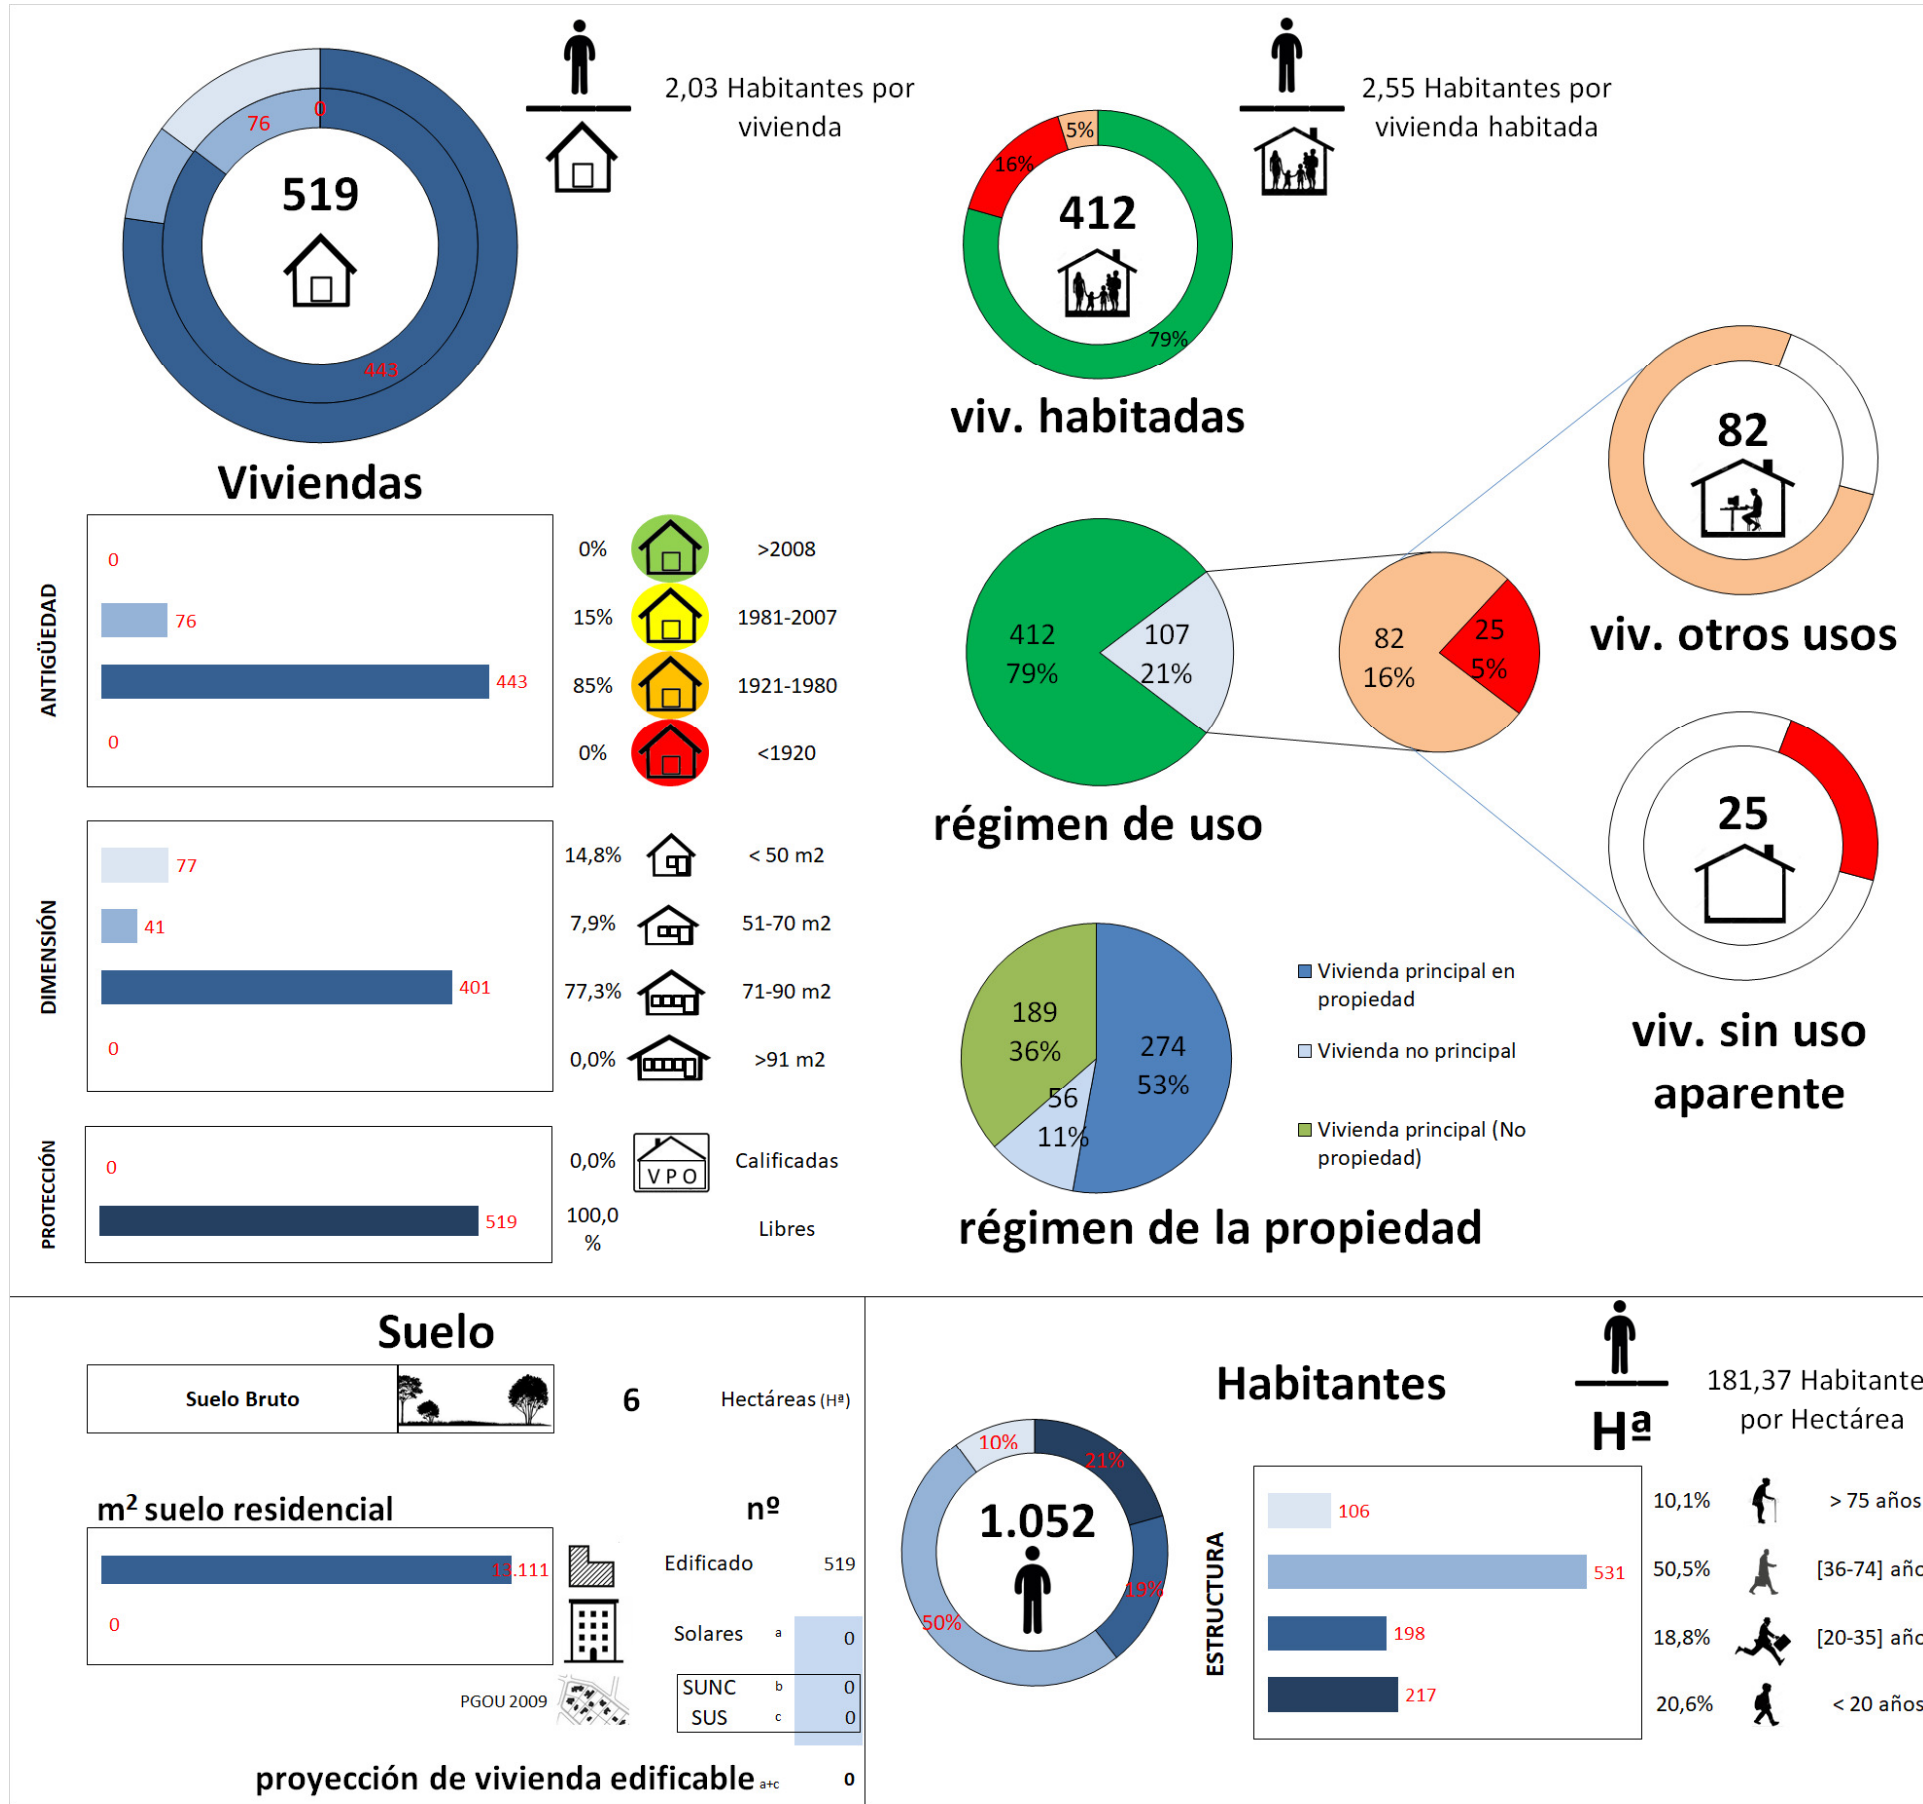 519
76
0
443
Viviendas
2,03 Habitantes por
vivienda
5%
16%
412
79%
viv. habitadas
2,55 Habitantes por
vivienda habitada
82
viv. otros usos
ANTIGÜEDAD
0
0%
>2008
76
15%
1981-2007
443
85%
1921-1980
0
0%
<1920
412
79%
107
21%
82
16%
25
5%
régimen de uso
25
viv. sin uso
aparente
DIMENSIÓN
77
14,8%
< 50 m2
41
7,9%
51-70 m2
401
77,3%
71-90 m2
0
0,0%
>91 m2
189
36%
274
53%
56
11%
Vivienda principal en
propiedad
Vivienda no principal
Vivienda principal (No
propiedad)
régimen de la propiedad
PROTECCIÓN
0
0,0%
V P O
Calificadas
519
100,0
%
Libres
Suelo
Suelo Bruto
6
Hectáreas (Hª)
m² suelo residencial
nº
13.111
Edificado
519
0
Solares a
0
PGOU 2009
SUNC b
0
SUS c
0
proyección de vivienda edificable a+c
0
Habitantes
Hª
181,37 Habitante
por Hectárea
10%
21%
1.052
19%
50%
ESTRUCTURA
106
10,1%
> 75 años
531
50,5%
[36-74] año
198
18,8%
[20-35] año
217
20,6%
< 20 años